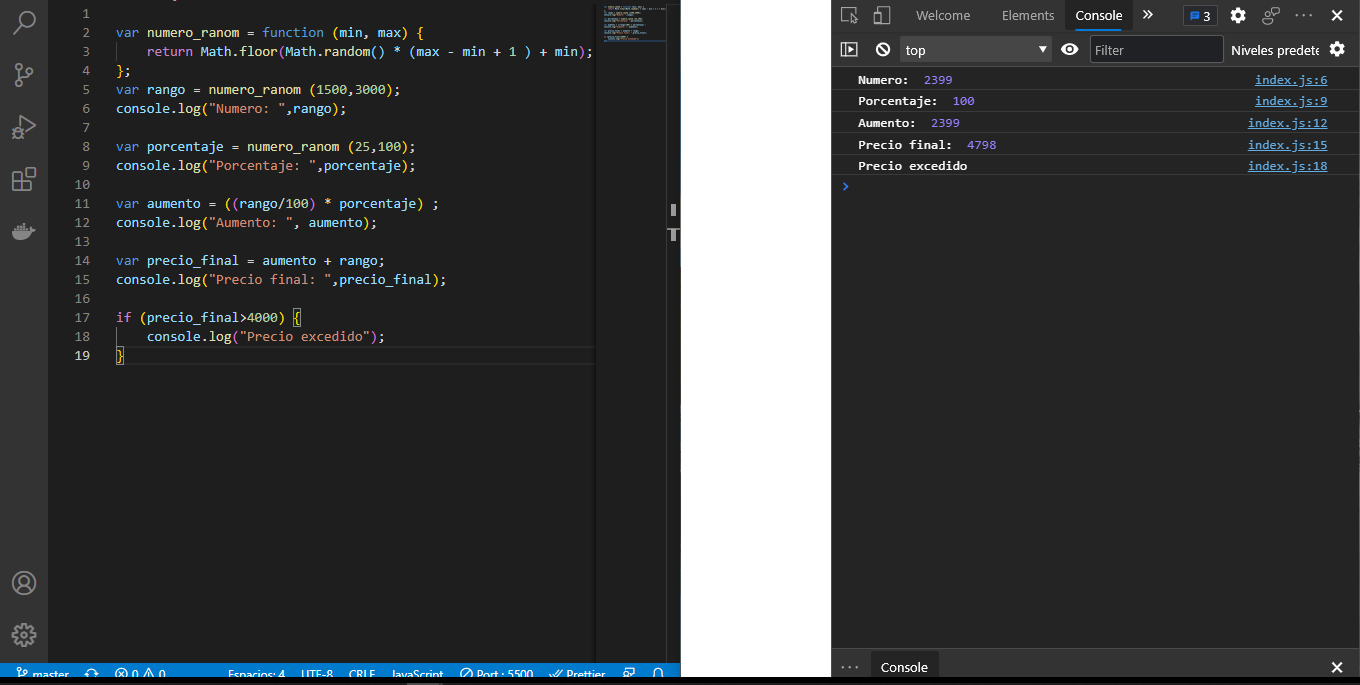 1
2 var numero_ranom = function (min, max) {
3 return Math.floor(Math.random() * (max - min + 1 ) + min);
4 };
5 var rango = numero_ranom (1500,3000);
6 console.log("Numero: ",rango);
7
8 var porcentaje = numero_ranom (25,100);
9 console.log("Porcentaje: ",porcentaje);
10
11 var aumento = ((rango/100) * porcentaje) ;
12 console.log("Aumento: ", aumento);
13
14 var precio_final = aumento + rango;
15 console.log("Precio final: ",precio_final);
16
17 if (precio_final>4000) {
18 console.log("Precio excedido");
19 }
master 0 0 Espacios: 4 UTF-8 CRLF JavaScript Port : 5500 Prettier
Welcome Elements Console 3
top Filter Niveles predete
Numero: 2399 index.js:6
Porcentaje: 100 index.js:9
Aumento: 2399 index.js:12
Precio final: 4798 index.js:15
Precio excedido index.js:18
Console